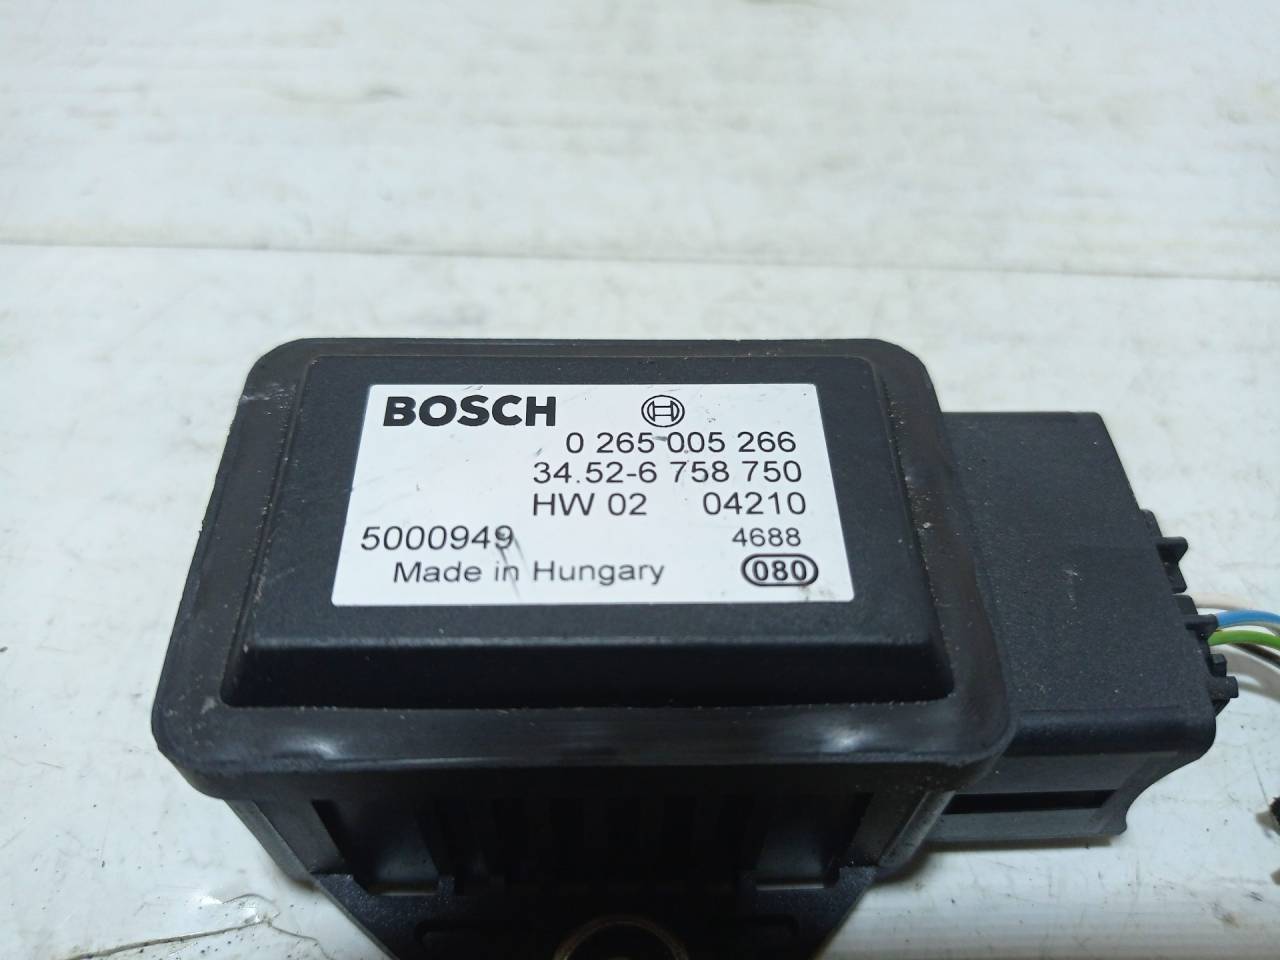 BOSCH
0 265 005 266
34.52-6 758 750
HW 02 04210
5000949 4688
Made in Hungary 080